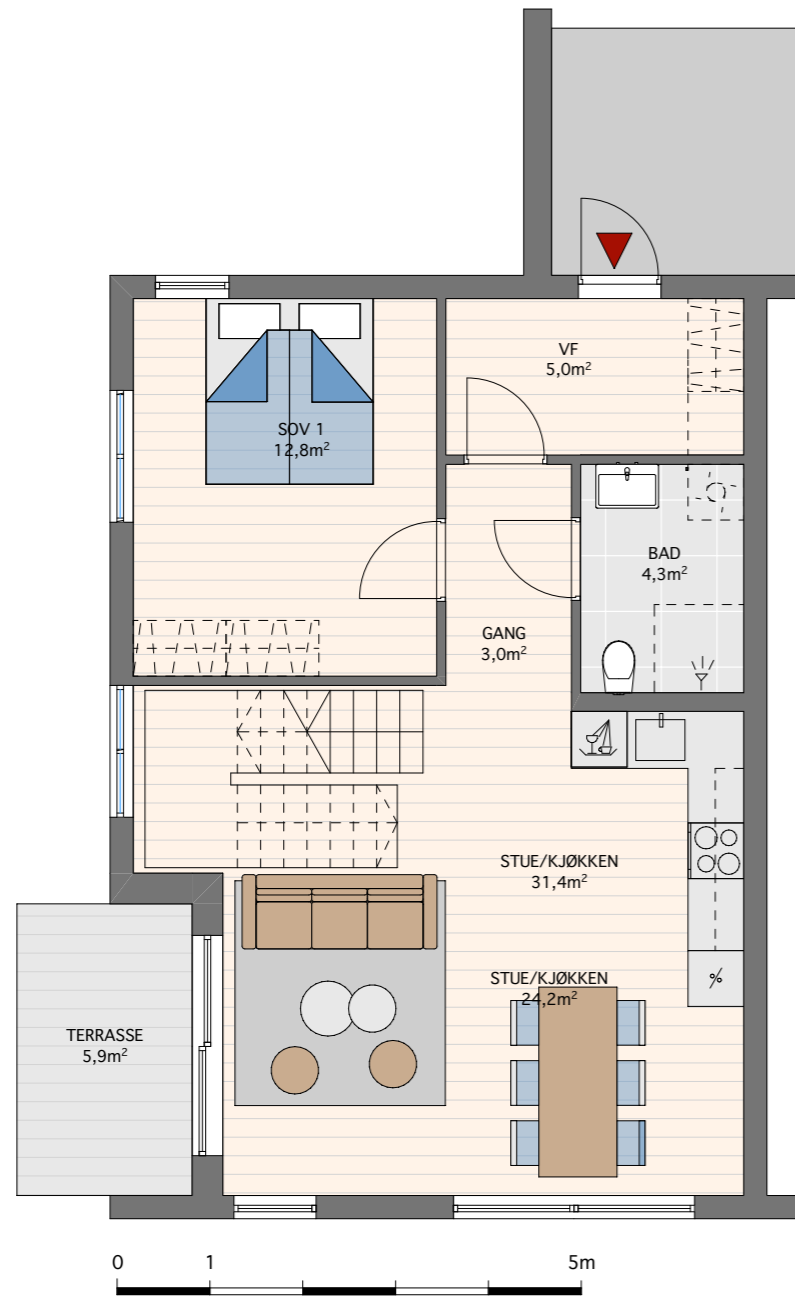 VF
5,0m²
SOV 1
12,8m²
BAD
4,3m²
GANG
3,0m²
STUE/KJØKKEN
31,4m²
STUE/KJØKKEN
24,2m²
TERRASSE
5,9m²
0 1 5m